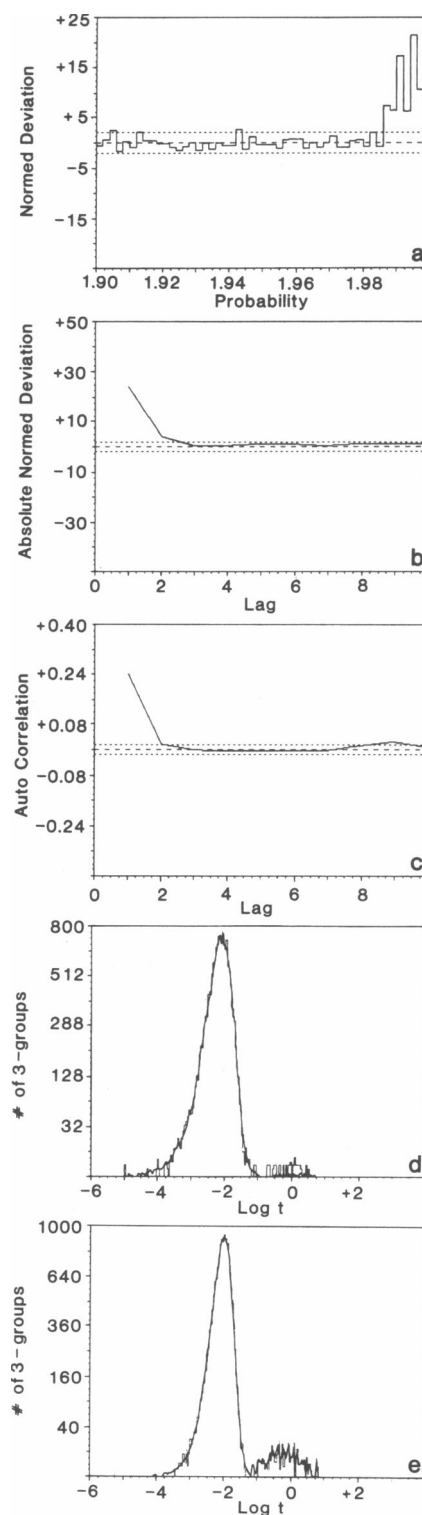 +25
+15
+5
-5
-15
Normed Deviation
a
1.90 1.92 1.94 1.96 1.98
Probability
+50
+30
+10
-10
-30
Absolute Normed Deviation
b
0 2 4 6 8
Lag
+0.40
+0.24
+0.08
-0.08
-0.24
Auto Correlation
c
0 2 4 6 8
Lag
800
512
288
128
32
# of 3-groups
d
-6 -4 -2 0 +2
Log t
1000
640
360
160
40
# of 3-groups
e
-6 -4 -2 0 +2
Log t